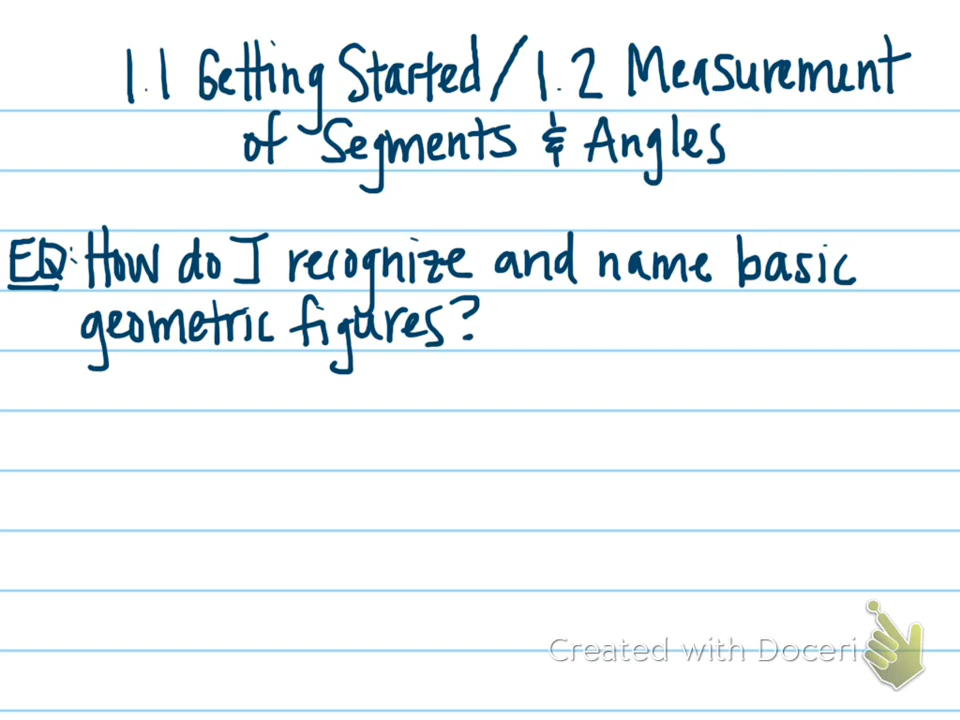 1.1 Getting Started/1.2 Measurement
of Segments & Angles
EQ: How do I recognize and name basic
geometric figures?
Created with Doceri